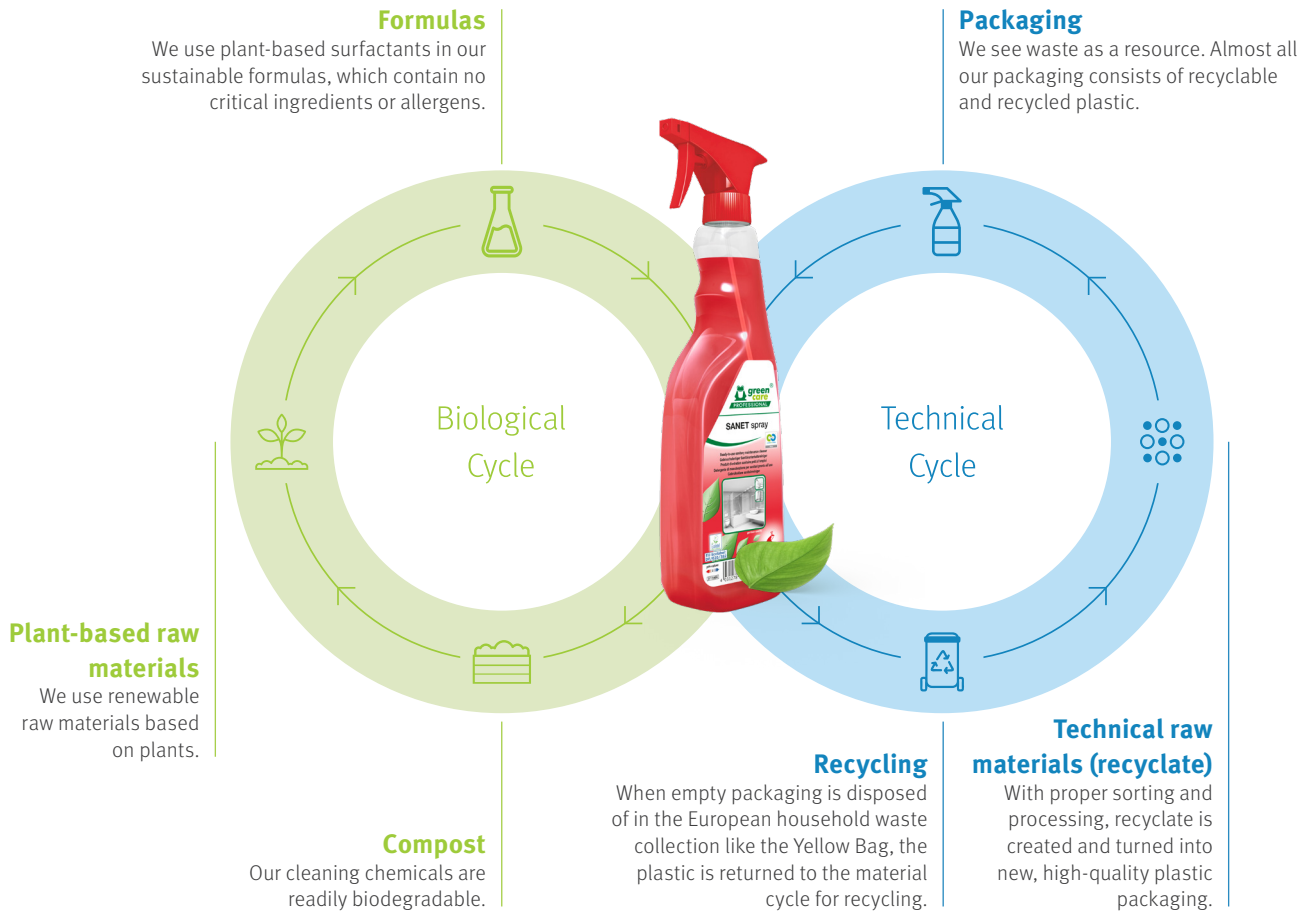 Formulas
We use plant-based surfactants in our
sustainable formulas, which contain no
critical ingredients or allergens.
Packaging
We see waste as a resource. Almost all
our packaging consists of recyclable
and recycled plastic.
Biological
Cycle
green
care
PROFESSIONAL
SANET spray
Technical
Cycle
Plant-based raw
materials
We use renewable
raw materials based
on plants.
Compost
Our cleaning chemicals are
readily biodegradable.
Recycling
When empty packaging is disposed
of in the European household waste
collection like the Yellow Bag, the
plastic is returned to the material
cycle for recycling.
Technical raw
materials (recyclate)
With proper sorting and
processing, recyclate is
created and turned into
new, high-quality plastic
packaging.